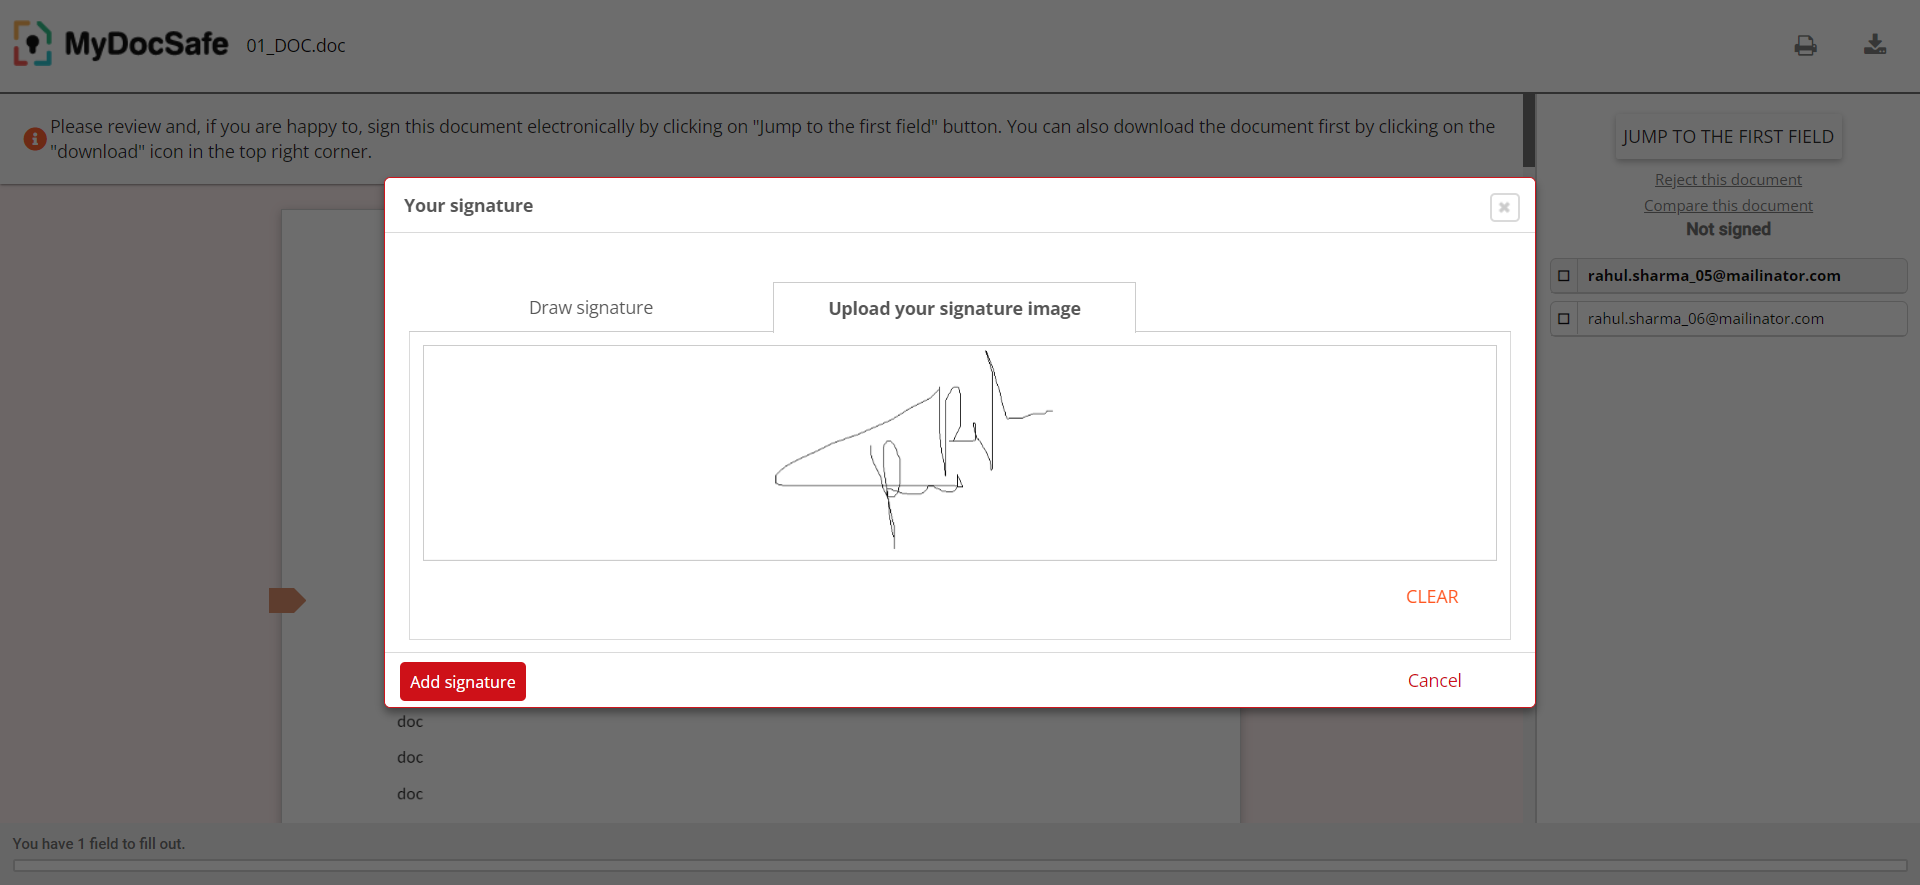 MyDocSafe 01_DOC.doc
Please review and, if you are happy to, sign this document electronically by clicking on "Jump to the first field" button. You can also download the document first by clicking on the
"download" icon in the top right corner.
JUMP TO THE FIRST FIELD
Reject this document
Compare this document
Not signed
rahul.sharma_05@mailinator.com
rahul.sharma_06@mailinator.com
Your signature
Draw signature
Upload your signature image
CLEAR
Add signature
Cancel
doc
doc
doc
You have 1 field to fill out.